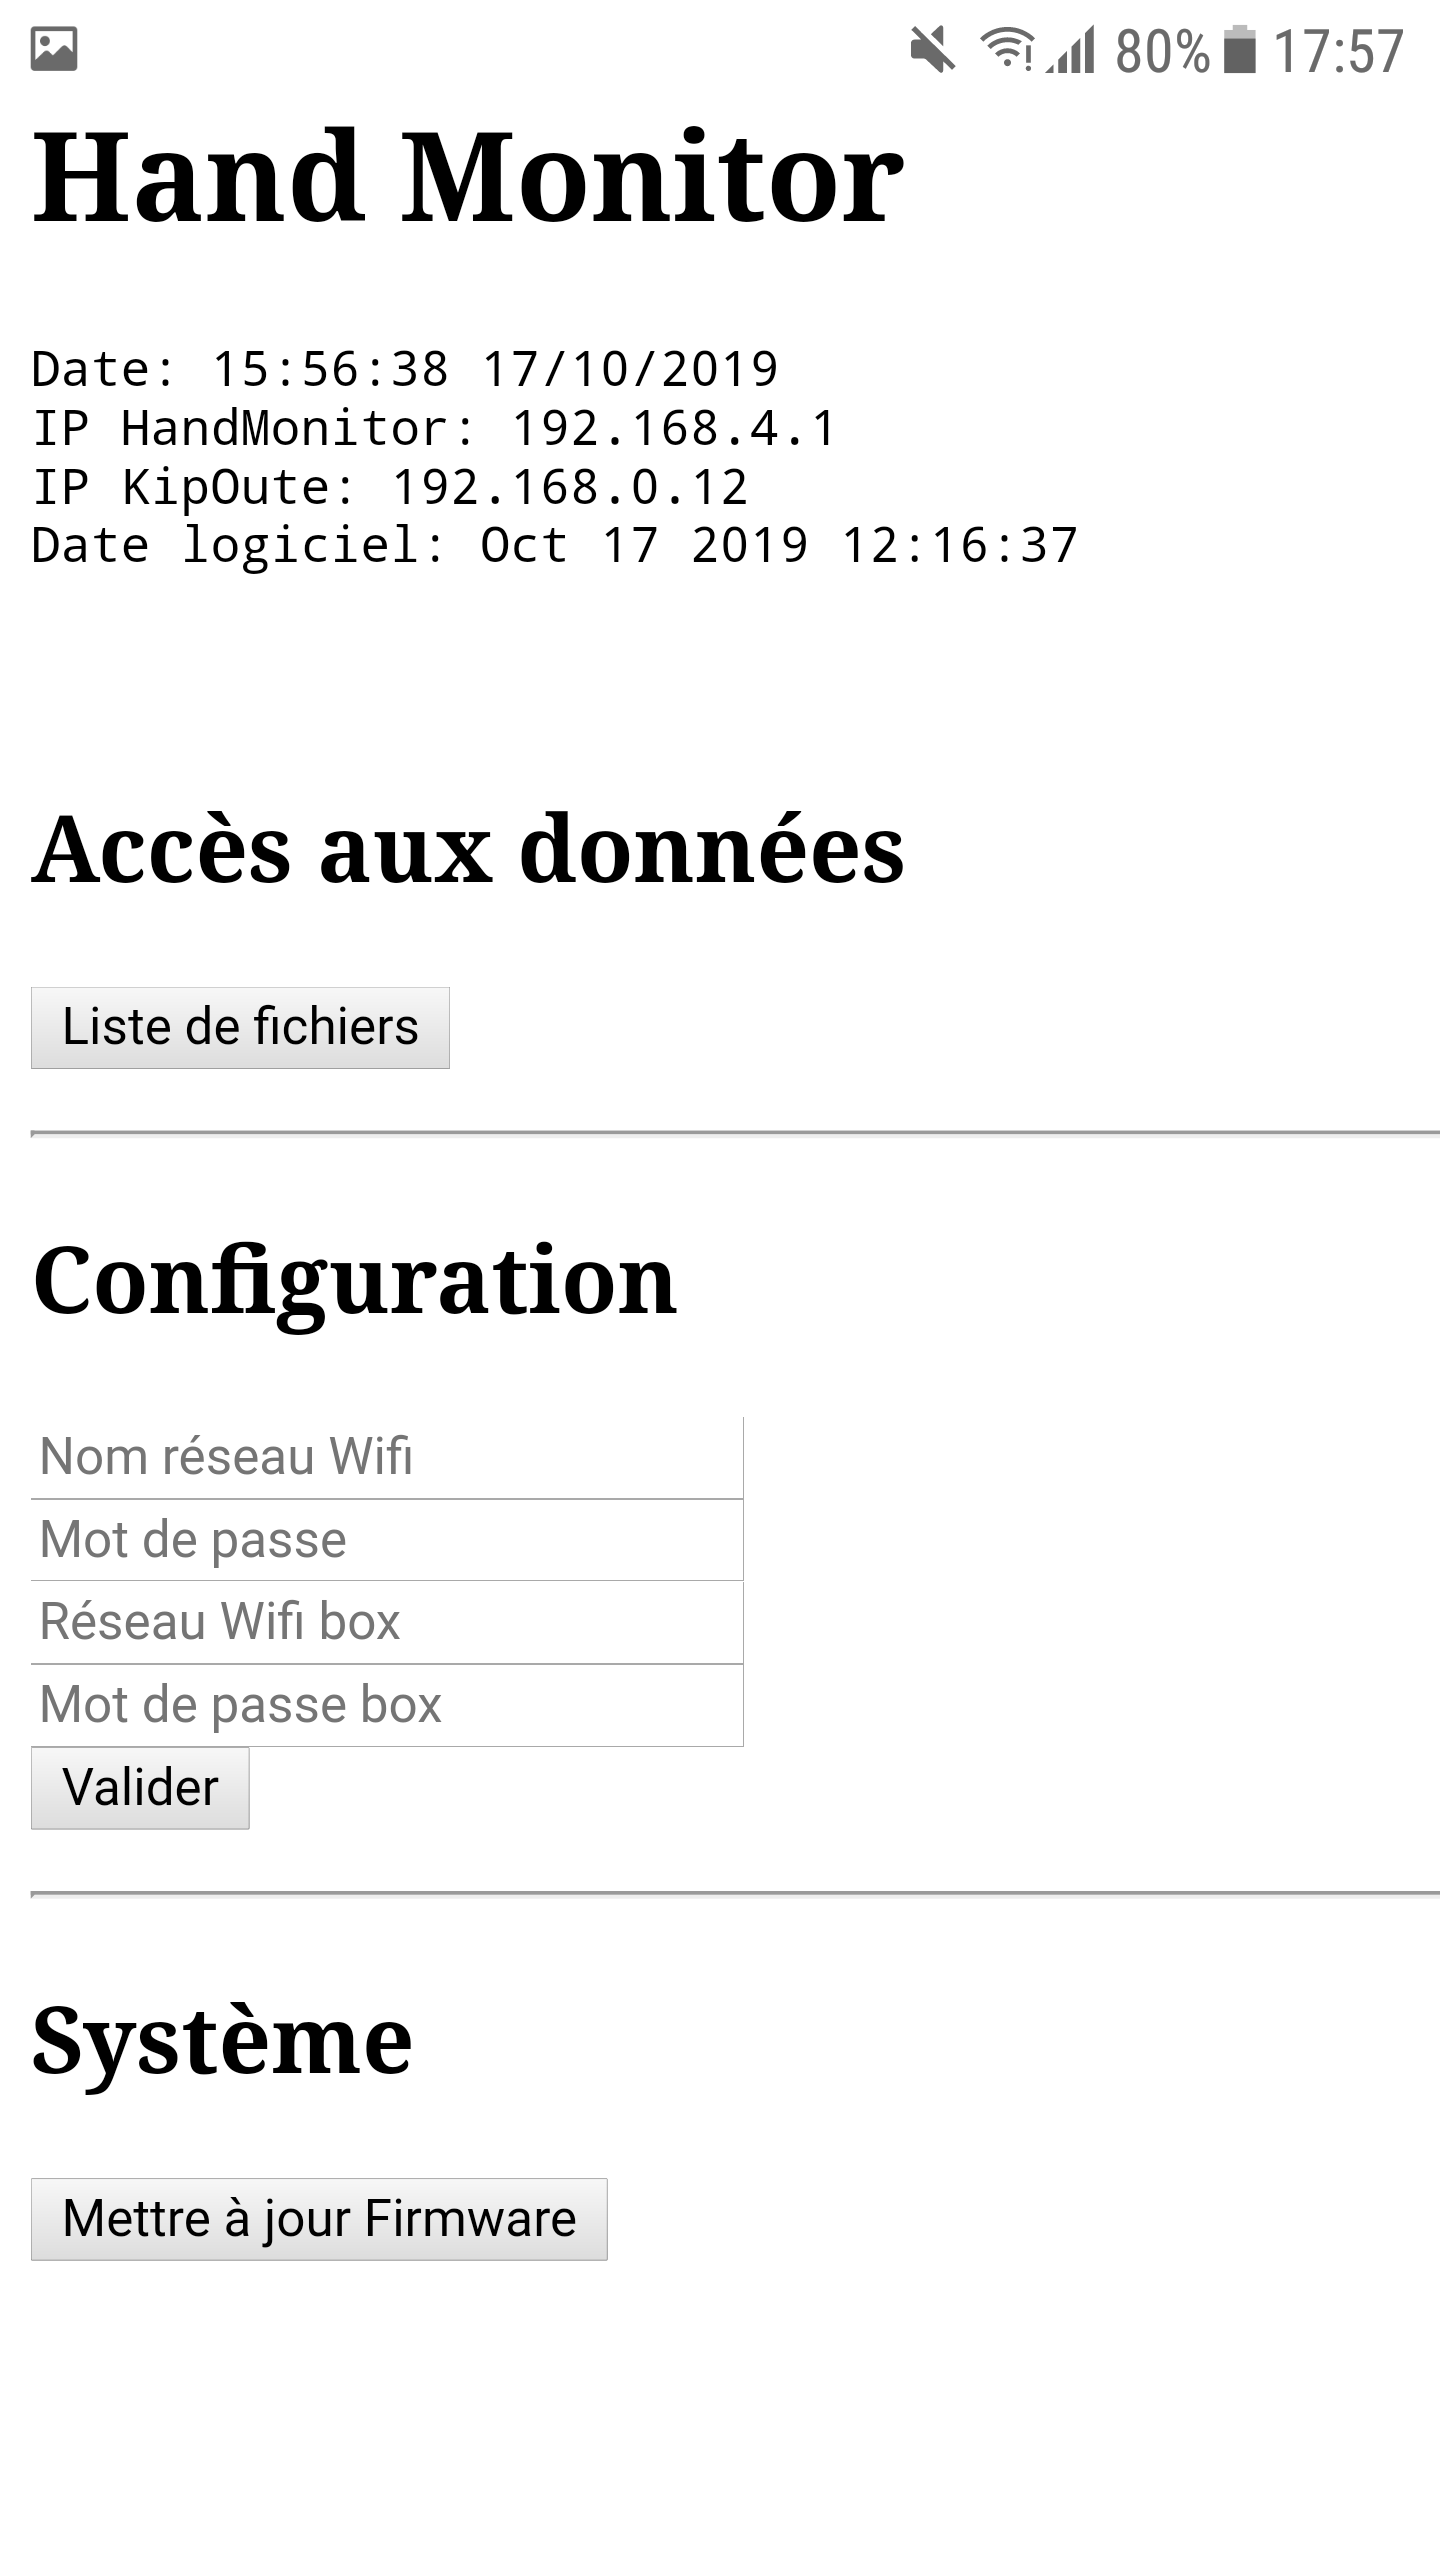 80% 17:57
Hand Monitor
Date: 15:56:38 17/10/2019
IP HandMonitor: 192.168.4.1
IP KipOute: 192.168.0.12
Date logiciel: Oct 17 2019 12:16:37
Accès aux données
Liste de fichiers
Configuration
Nom réseau Wifi
Mot de passe
Réseau Wifi box
Mot de passe box
Valider
Système
Mettre à jour Firmware